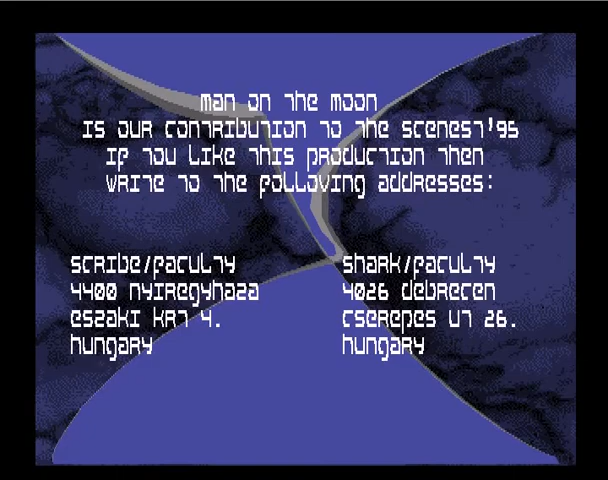 man on the moon
is our contribution to the scenest'95
if you like this production then
write to the folloving addresses:
scribe/faculty
4400 nyiregyhaza
eszaki krt 4.
hungary
shark/faculty
4026 debrecen
cserepes ut 26.
hungary